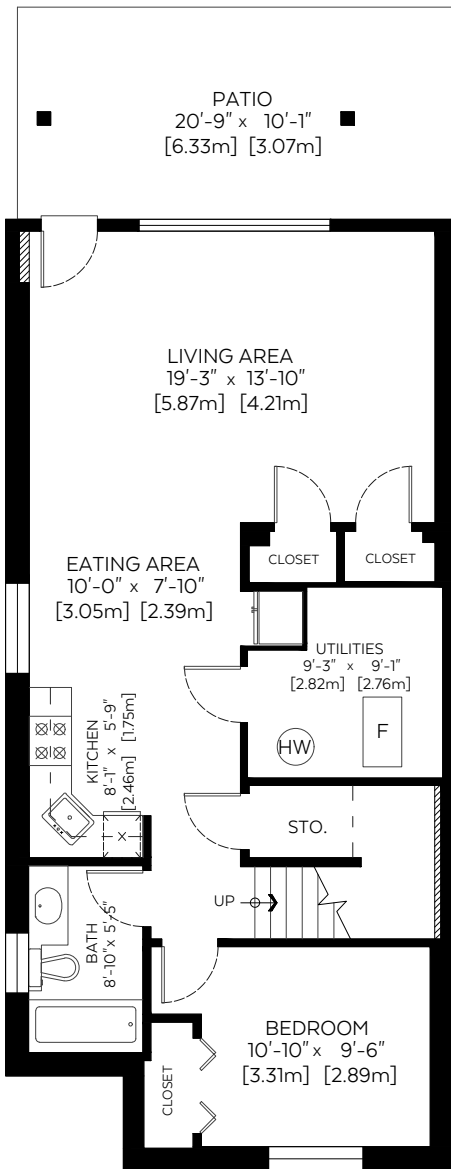 PATIO
20'-9" x 10'-1"
[6.33m] [3.07m]
LIVING AREA
19'-3" x 13'-10"
[5.87m] [4.21m]
CLOSET
CLOSET
EATING AREA
10'-0" x 7'-10"
[3.05m] [2.39m]
UTILITIES
9'-3" x 9'-1"
[2.82m] [2.76m]
F
HW
KITCHEN
8'-1" x 5'-9"
[2.46m] [1.75m]
X
STO.
UP
BATH
8'-10" x 5'-5"
BEDROOM
10'-10" x 9'-6"
[3.31m] [2.89m]
CLOSET